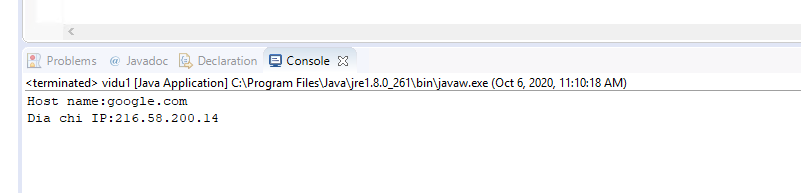 Problems @ Javadoc Declaration Console
<terminated> vidu1 [Java Application] C:\Program Files\Java\jre1.8.0_261\bin\javaw.exe (Oct 6, 2020, 11:10:18 AM)
Host name:google.com
Dia chi IP:216.58.200.14